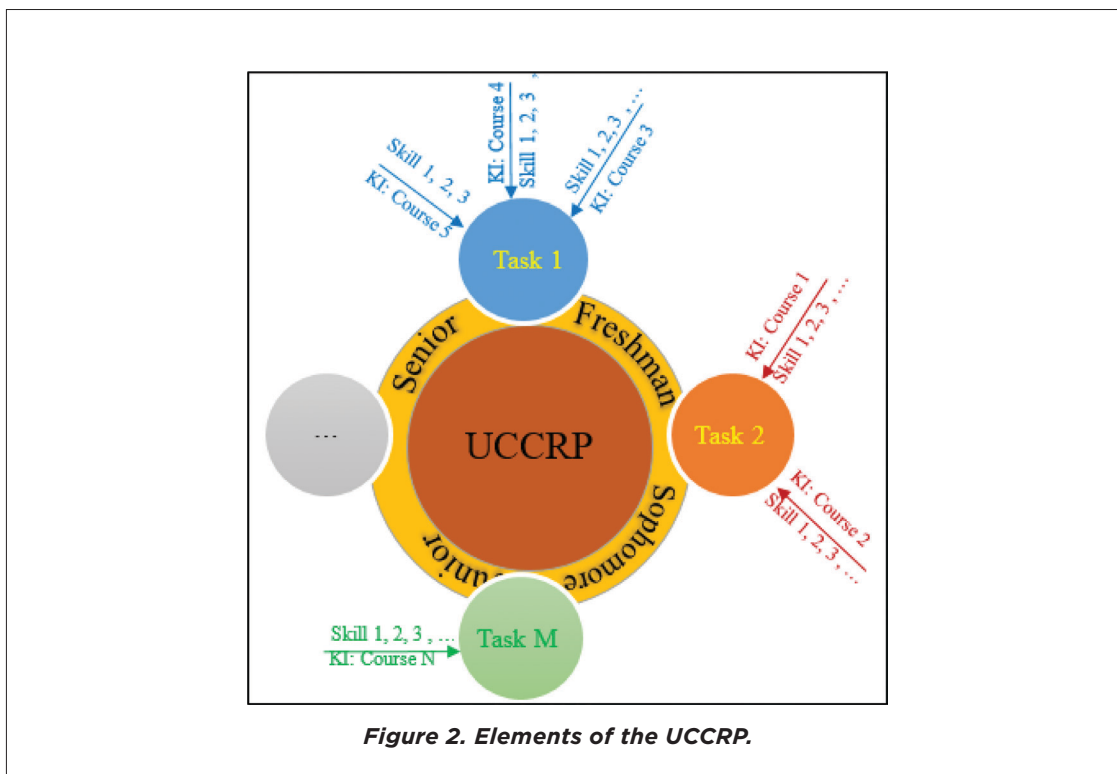 Skill 1, 2, 3
KI: Course 5
KI: Course 4
Skill 1, 2, 3 ,
Skill 1, 2, 3 , ...
KI: Course 3
Task 1
Senior
Freshman
KI: Course 1
Skill 1, 2, 3 , ...
...
UCCRP
Task 2
KI: Course 2
Skill 1, 2, 3 , ...
Sophomore
unior
Skill 1, 2, 3 , ...
KI: Course N
Task M
Figure 2. Elements of the UCCRP.